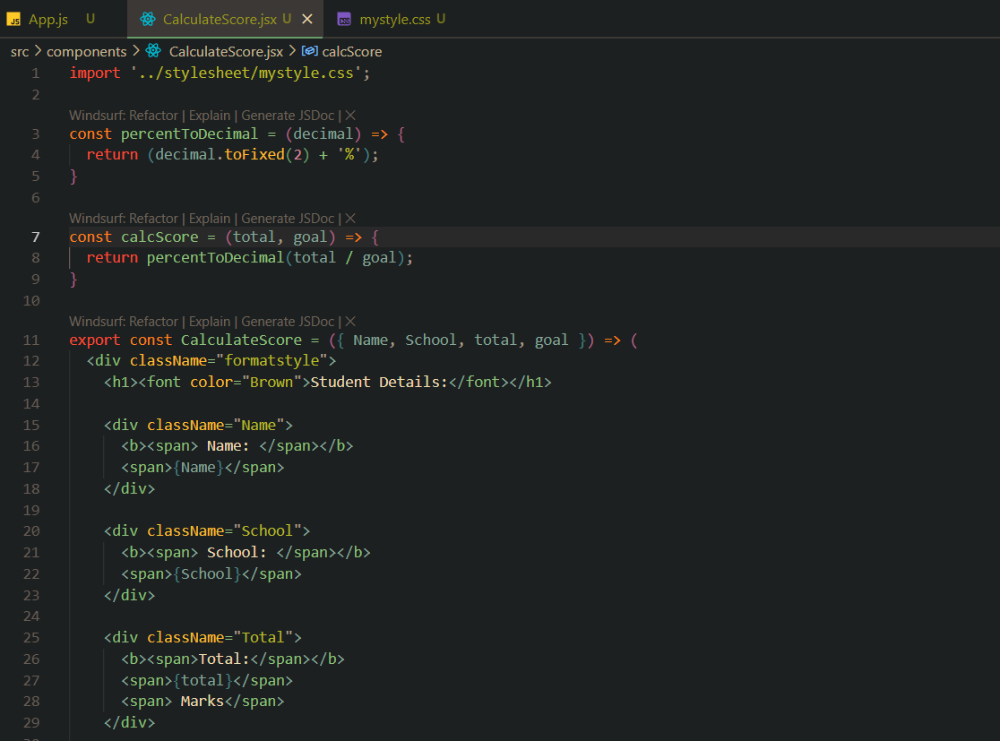 JS App.js U CalculateScore.jsx U × CSS mystyle.css U
src > components > CalculateScore.jsx > calcScore
1 import '../stylesheet/mystyle.css';
2
Windsurf: Refactor | Explain | Generate JSDoc | ×
3 const percentToDecimal = (decimal) => {
4   return (decimal.toFixed(2) + '%');
5 }
6
Windsurf: Refactor | Explain | Generate JSDoc | ×
7 const calcScore = (total, goal) => {
8   return percentToDecimal(total / goal);
9 }
10
Windsurf: Refactor | Explain | Generate JSDoc | ×
11 export const CalculateScore = ({ Name, School, total, goal }) => (
12   <div className="formatstyle">
13     <h1><font color="Brown">Student Details:</font></h1>
14
15     <div className="Name">
16       <b><span> Name: </span></b>
17       <span>{Name}</span>
18     </div>
19
20     <div className="School">
21       <b><span> School: </span></b>
22       <span>{School}</span>
23     </div>
24
25     <div className="Total">
26       <b><span>Total:</span></b>
27       <span>{total}</span>
28       <span> Marks</span>
29     </div>